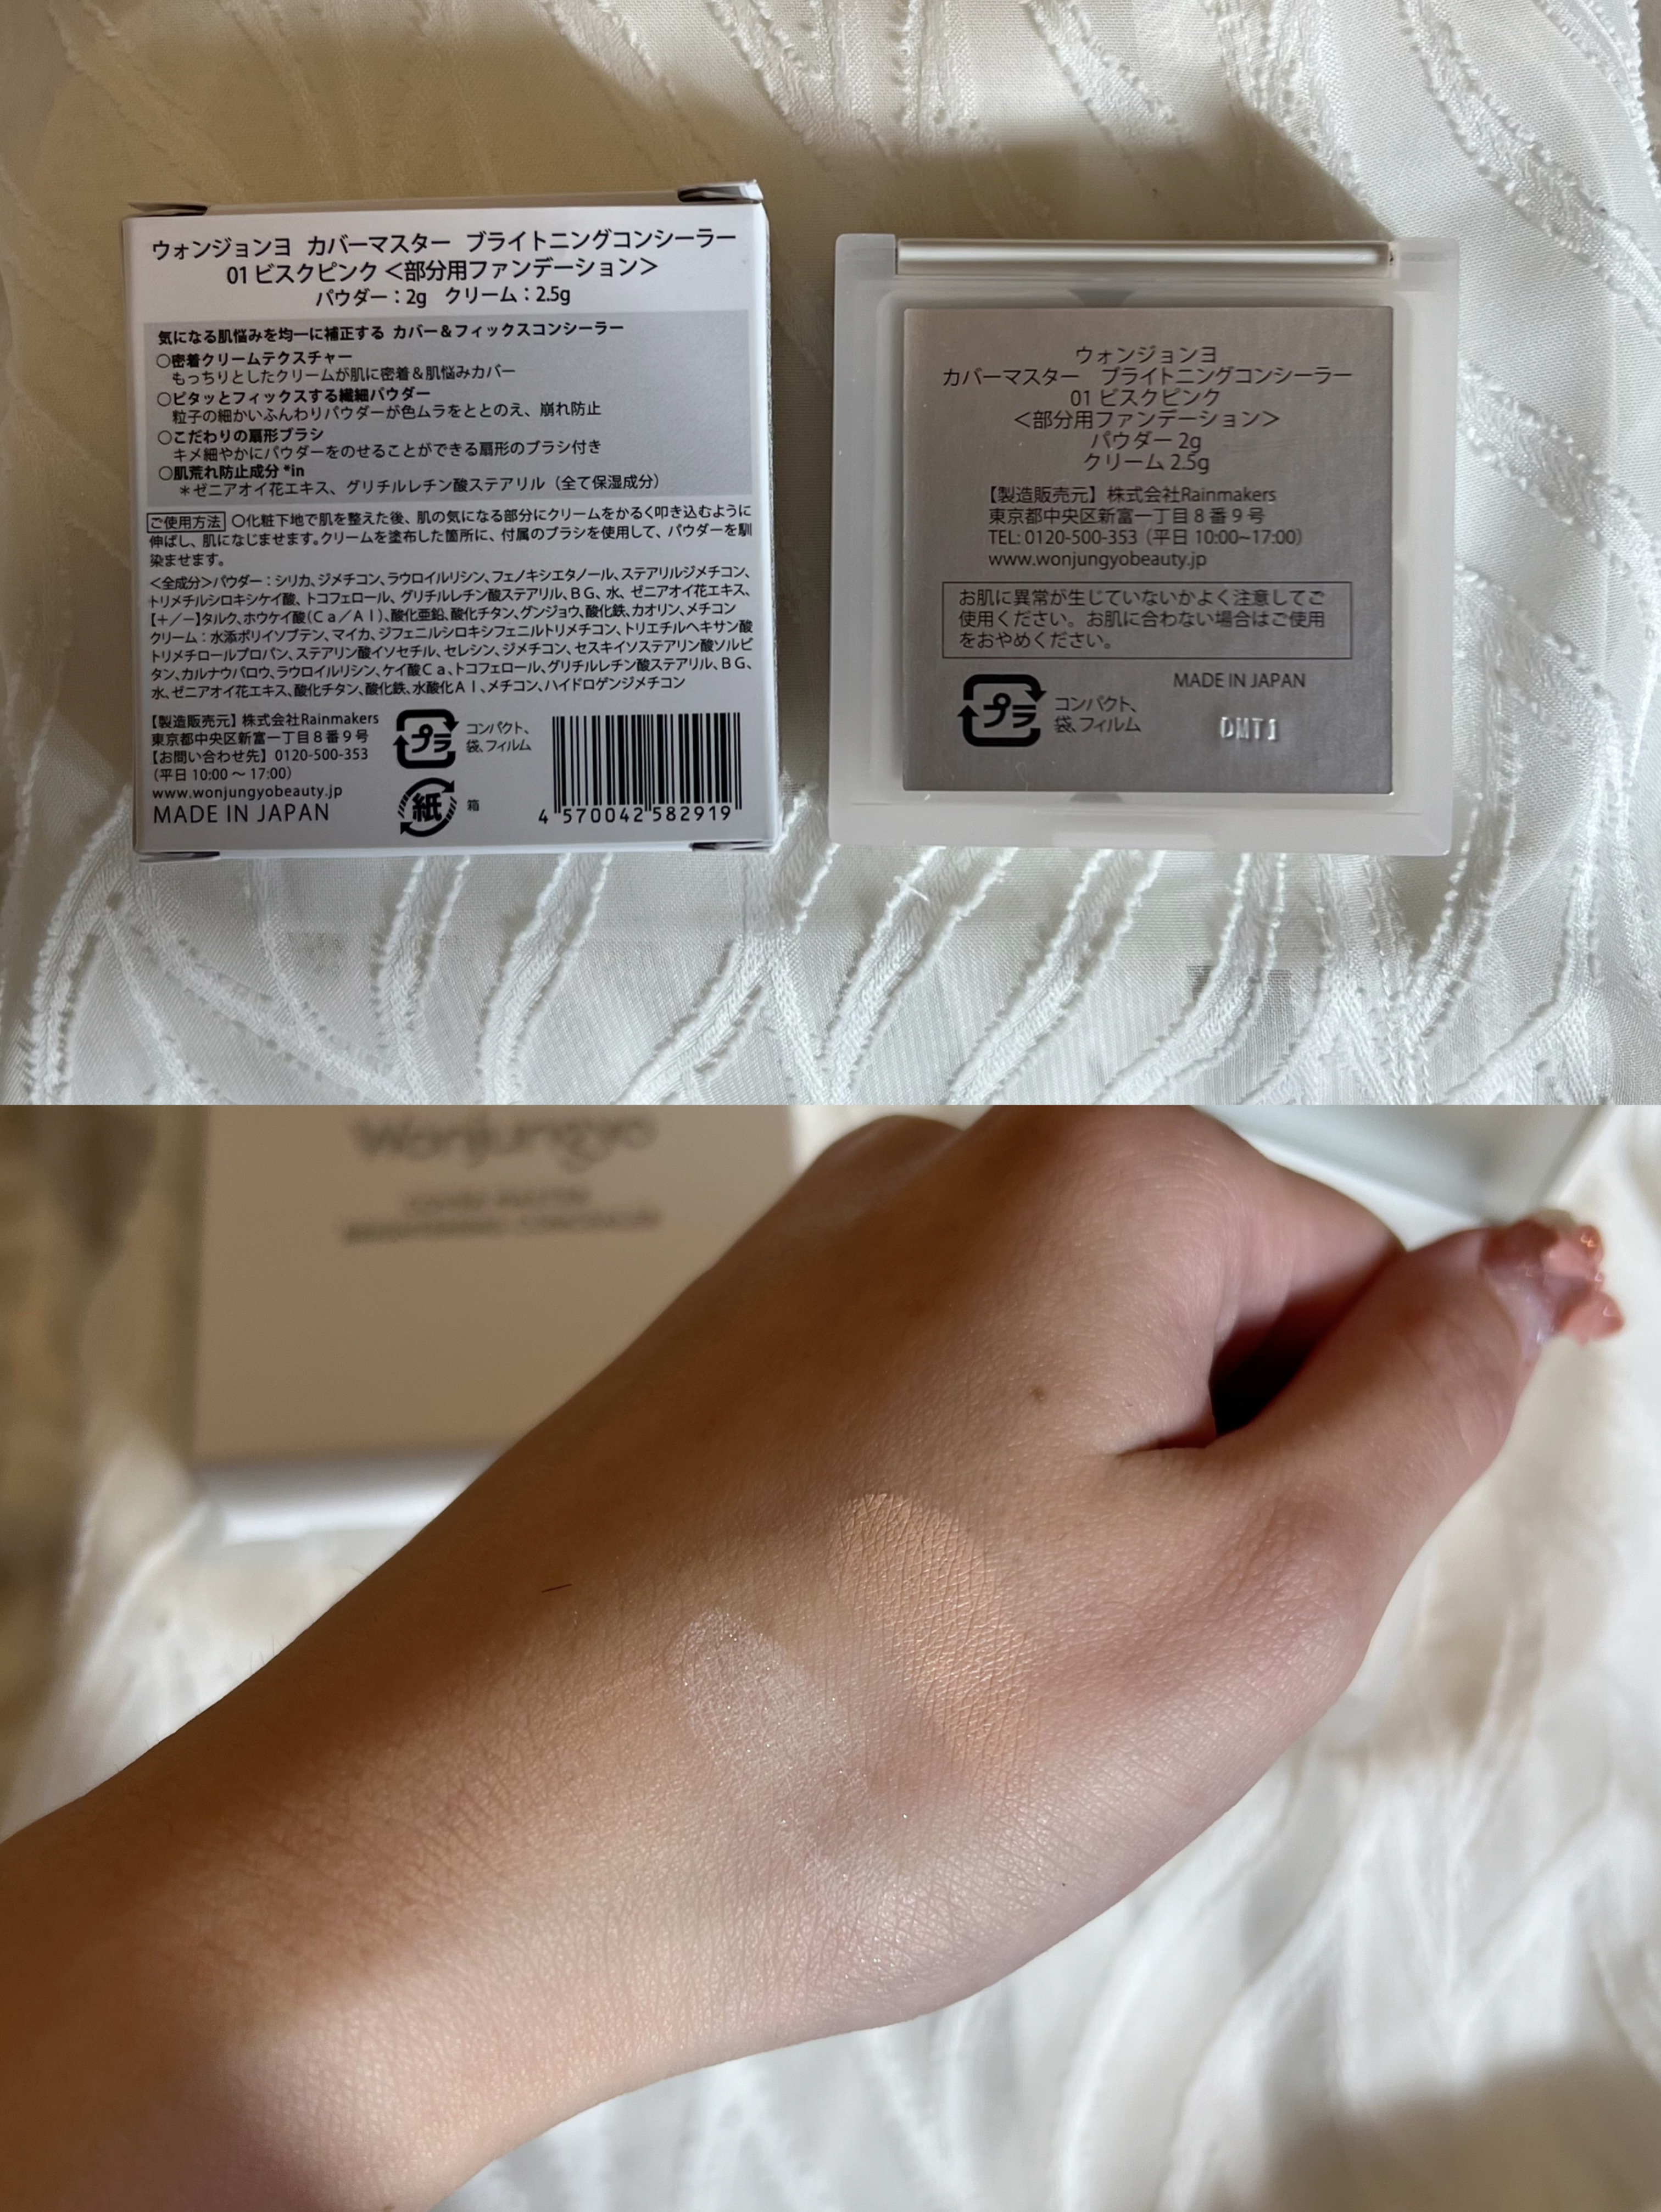 ウォンジョンヨ カバーマスター ブライトニングコンシーラー
01 ビスクピンク＜部分用ファンデーション＞
パウダー：2g クリーム：2.5g
気になる肌悩みを均一に補正する カバー＆フィックスコンシーラー
○密着クリームテクスチャー
もっちりとしたクリームが肌に密着＆肌悩みカバー
○ピタッとフィックスする繊細パウダー
粒子の細かいふんわりパウダーが色ムラをととのえ、崩れ防止
○こだわりの扇形ブラシ
キメ細やかにパウダーをのせることができる扇形のブラシ付き
○肌荒れ防止成分*in
＊ゼニアオイ花エキス、グリチルレチン酸ステアリル（全て保湿成分）
ご使用方法 ○化粧下地で肌を整えた後、肌の気になる部分にクリームをかるく叩き込むように
伸ばし、肌になじませます。クリームを塗布した箇所に、付属のブラシを使用して、パウダーを馴
染ませます。
＜全成分＞パウダー：シリカ、ジメチコン、ラウロイルリシン、フェノキシエタノール、ステアリルジメチコン、
トリメチルシロキシケイ酸、トコフェロール、グリチルレチン酸ステアリル、BG、水、ゼニアオイ花エキス、
【＋／－】タルク、ホウケイ酸（Ca／Al）、酸化亜鉛、酸化チタン、グンジョウ、酸化鉄、カオリン、メチコン
クリーム：水添ポリイソブテン、マイカ、ジフェニルシロキシフェニルトリメチコン、トリエチルヘキサン酸
トリメチロールプロパン、ステアリン酸イソセチル、セレシン、ジメチコン、セスキイソステアリン酸ソルビ
タン、カルナウバロウ、ラウロイルリシン、ケイ酸Ca、トコフェロール、グリチルレチン酸ステアリル、BG、
水、ゼニアオイ花エキス、酸化チタン、酸化鉄、水酸化Al、メチコン、ハイドロゲンジメチコン
【製造販売元】株式会社Rainmakers
東京都中央区新富一丁目8番9号
【お問い合わせ先】0120-500-353
（平日 10:00 ～ 17:00）
www.wonjungyobeauty.jp
MADE IN JAPAN
プラ
コンパクト、
袋、フィルム
紙
箱
4 570042 582919
ウォンジョンヨ
カバーマスター ブライトニングコンシーラー
01 ビスクピンク
＜部分用ファンデーション＞
パウダー 2g
クリーム 2.5g
【製造販売元】株式会社Rainmakers
東京都中央区新富一丁目8番9号
TEL: 0120-500-353（平日 10:00~17:00）
www.wonjungyobeauty.jp
お肌に異常が生じていないかよく注意してご
使用ください。お肌に合わない場合はご使用
をおやめください。
プラ
コンパクト、
袋、フィルム
MADE IN JAPAN
DMT1
Wonjungyo
COVER MASTER
BRIGHTENING CONCEALER